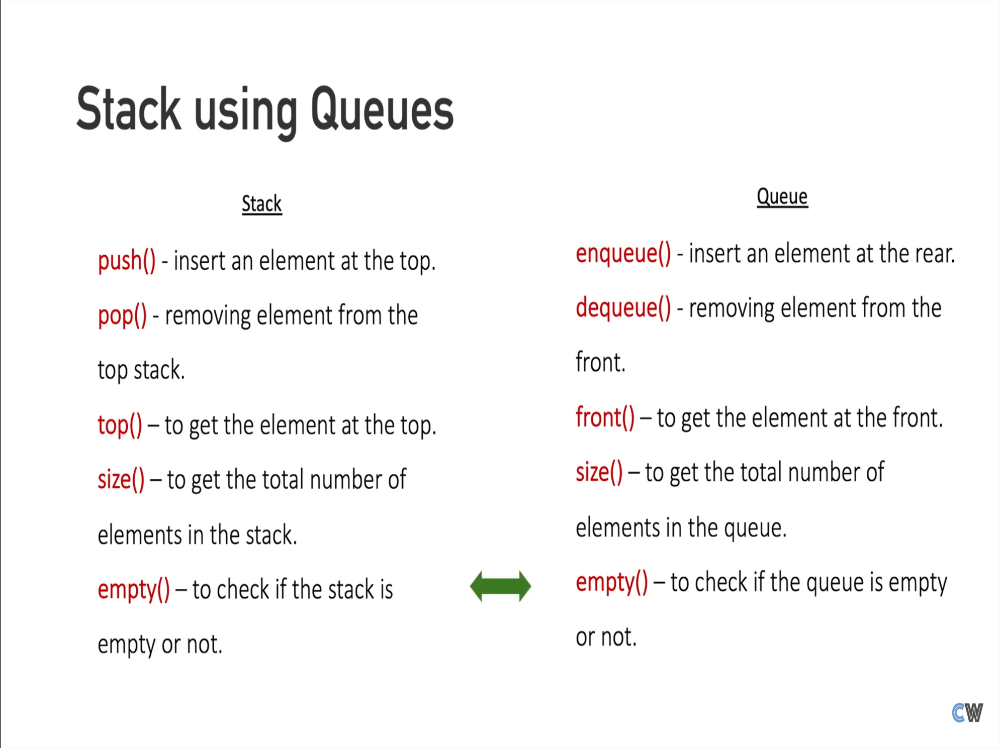 Stack using Queues
Stack
push() - insert an element at the top.
pop() - removing element from the
top stack.
top() – to get the element at the top.
size() – to get the total number of
elements in the stack.
empty() – to check if the stack is
empty or not.
Queue
enqueue() - insert an element at the rear.
dequeue() - removing element from the
front.
front() – to get the element at the front.
size() – to get the total number of
elements in the queue.
empty() – to check if the queue is empty
or not.
CW